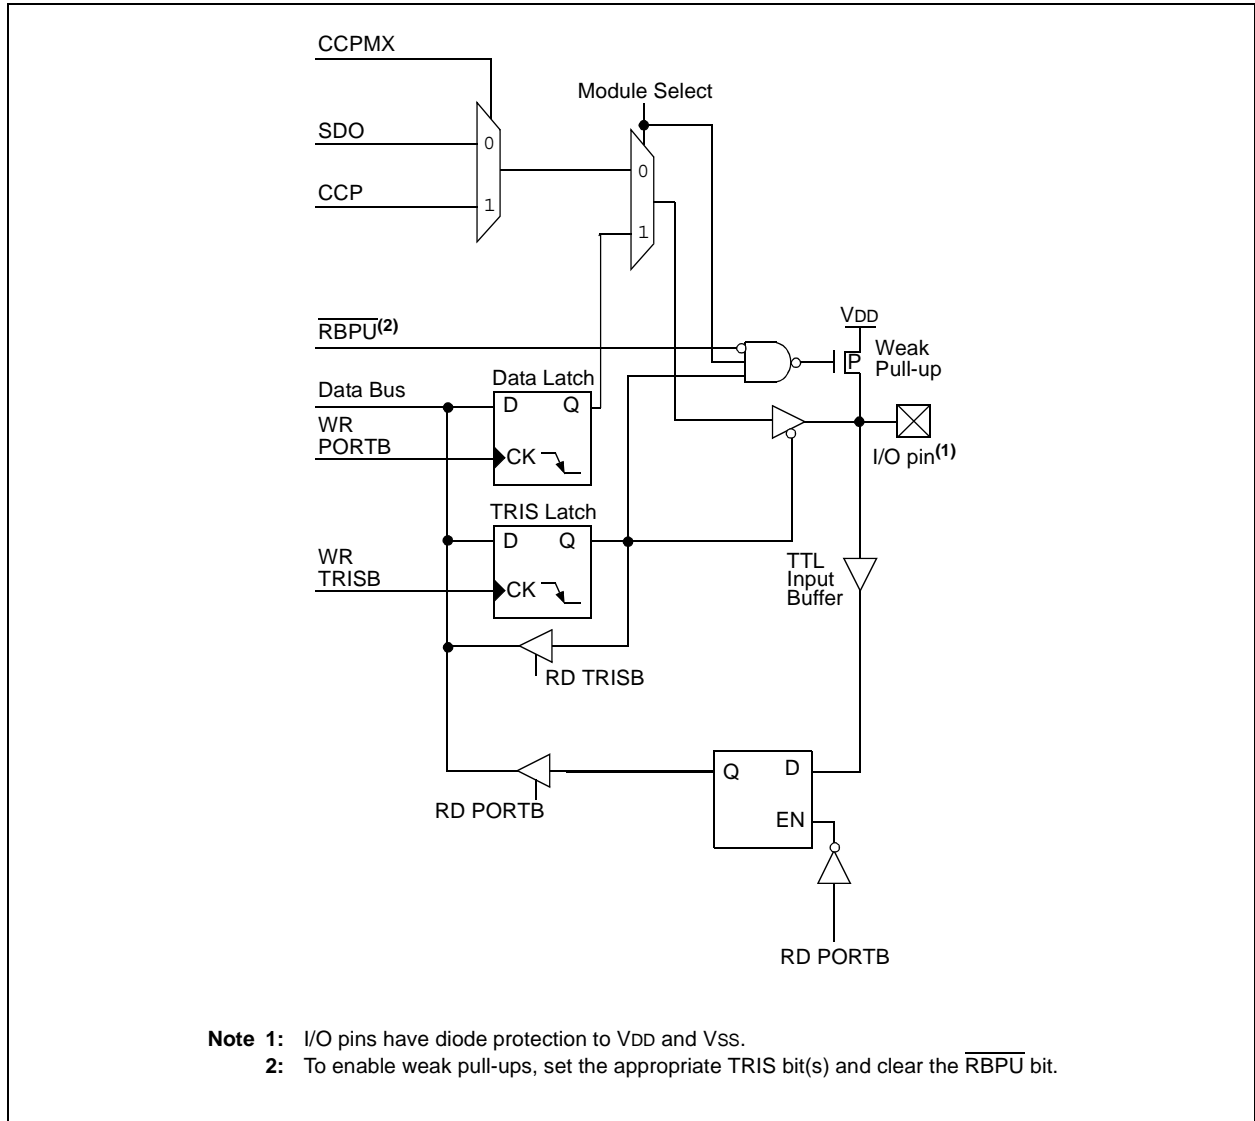 CCPMX
Module Select
SDO
0
0
CCP
1
1
RBPU(2)
VDD
P
Weak
Pull-up
Data Bus
Data Latch
D Q
WR
PORTB
CK
I/O pin(1)
TRIS Latch
D Q
WR
TRISB
CK
TTL
Input
Buffer
RD TRISB
Q D
EN
RD PORTB
RD PORTB
Note 1: I/O pins have diode protection to VDD and VSS.
2: To enable weak pull-ups, set the appropriate TRIS bit(s) and clear the RBPU bit.